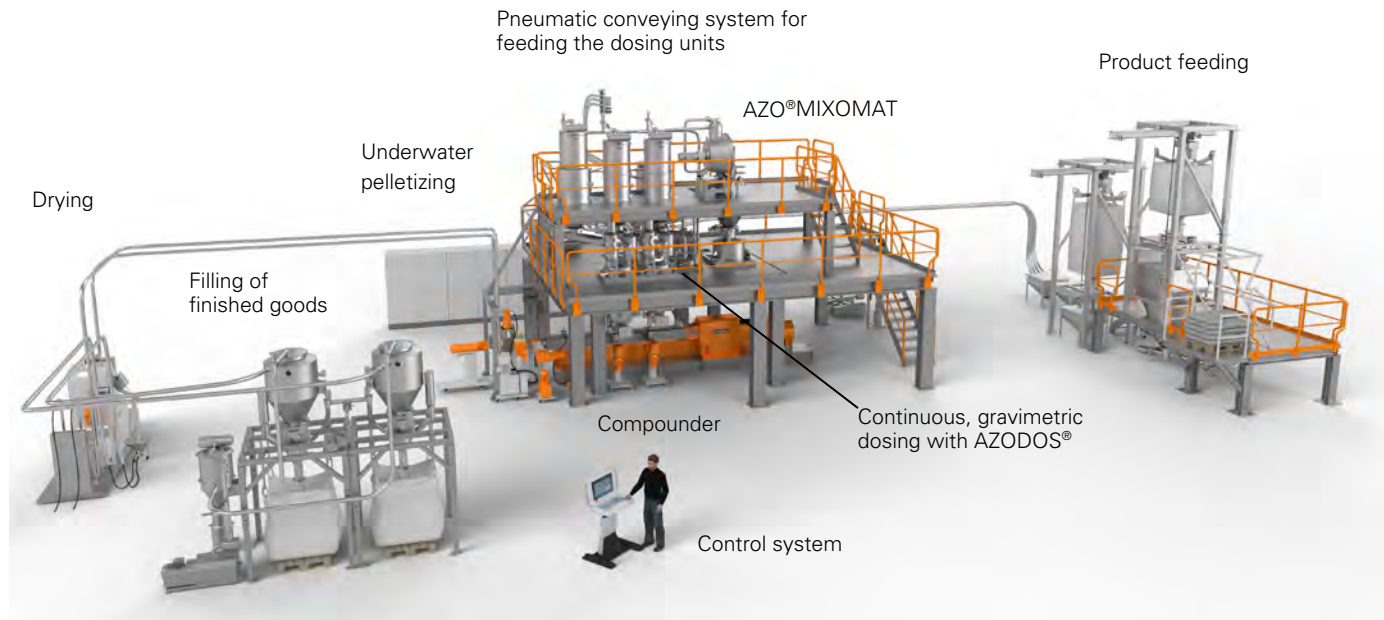 Pneumatic conveying system for
feeding the dosing units
Product feeding
AZO®MIXOMAT
Underwater
pelletizing
Drying
Filling of
finished goods
Compounder
Continuous, gravimetric
dosing with AZODOS®
Control system